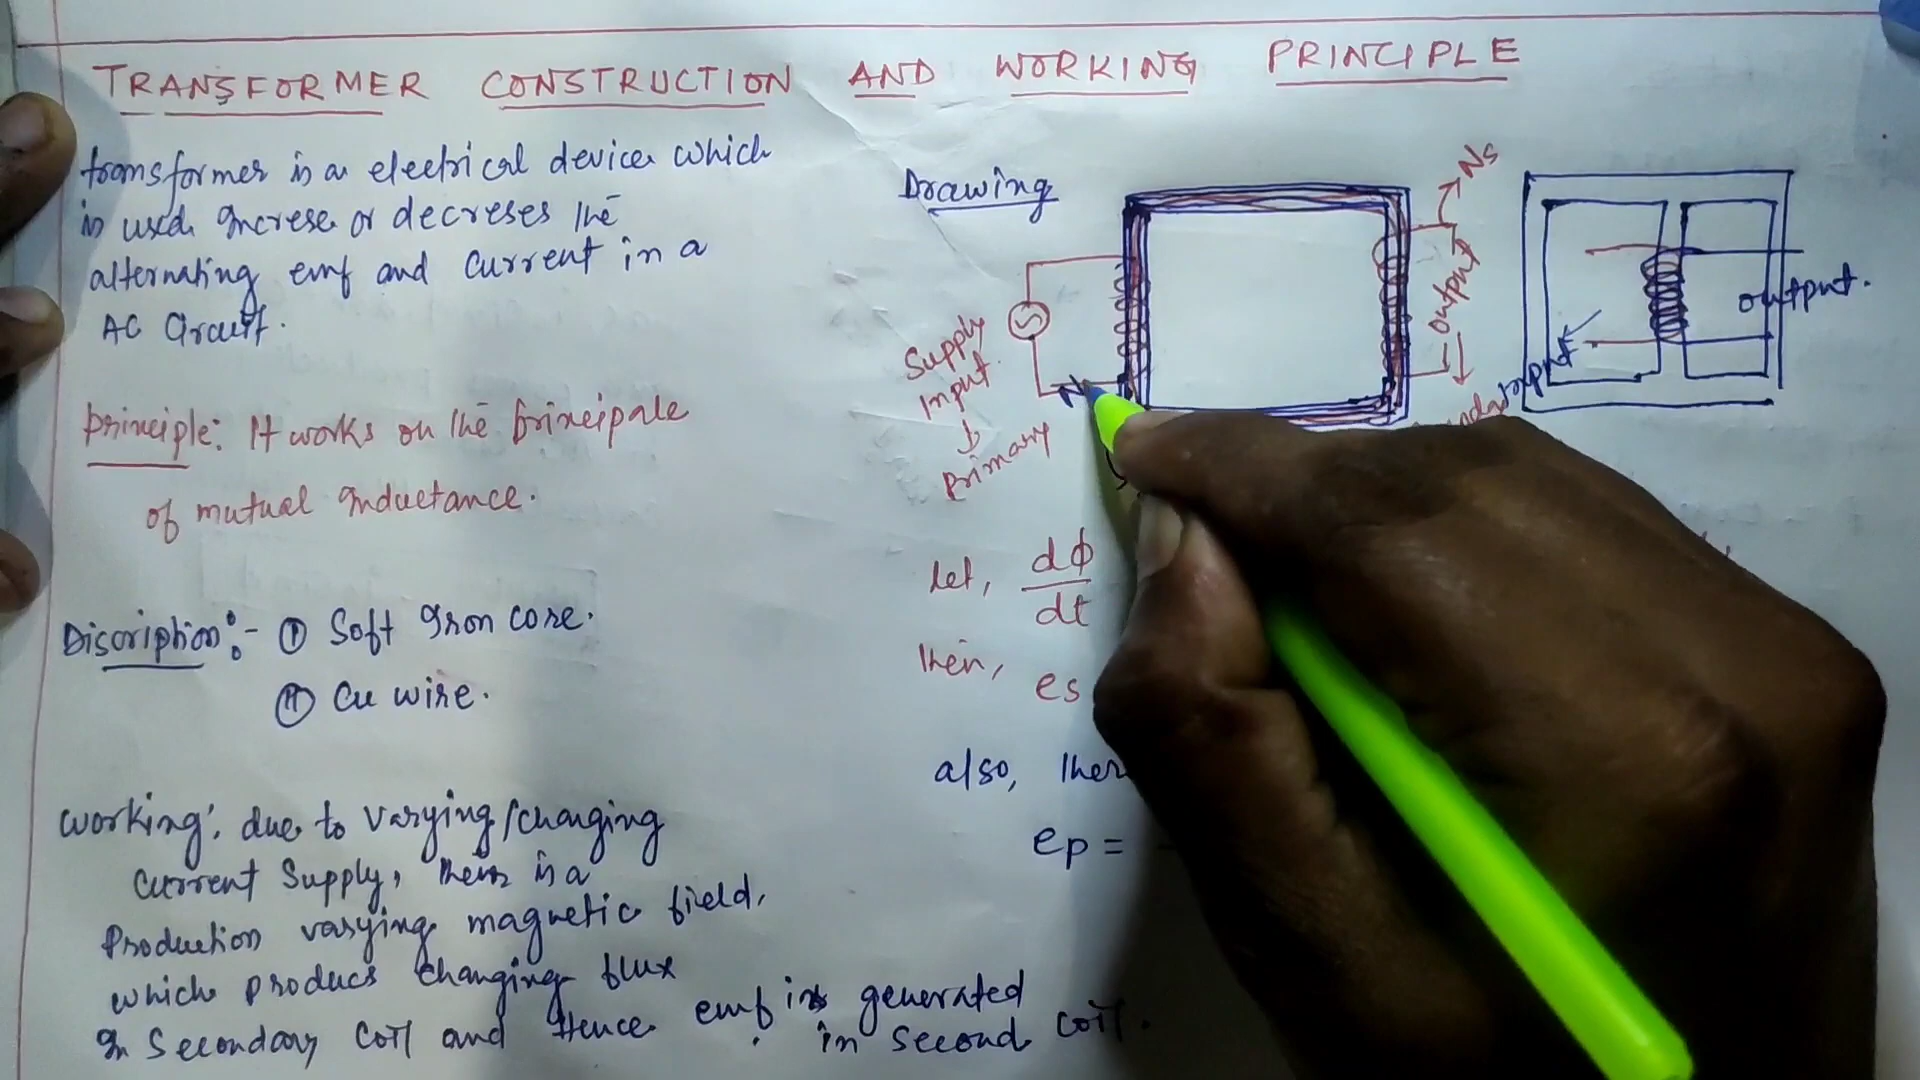 TRANSFORMER CONSTRUCTION AND WORKING PRINCIPLE
transformer is a electrical device which
is used increse or decreses the
alternating emf and current in a
AC Circuit.
principle: It works on the principale
of mutual inductance.
Discription:- (I) Soft Iron core.
(II) Cu wire.
Working: due to varying/changing
current supply, their is a
Production varying magnetic field,
which producs changing flux
in Secondary coil and Hence emf is generated
in second coil.
Drawing
Ns
Supply
Input
Primary
N
output
output.
Input
let, dϕ
dt
then,
es
also, ther
ep =